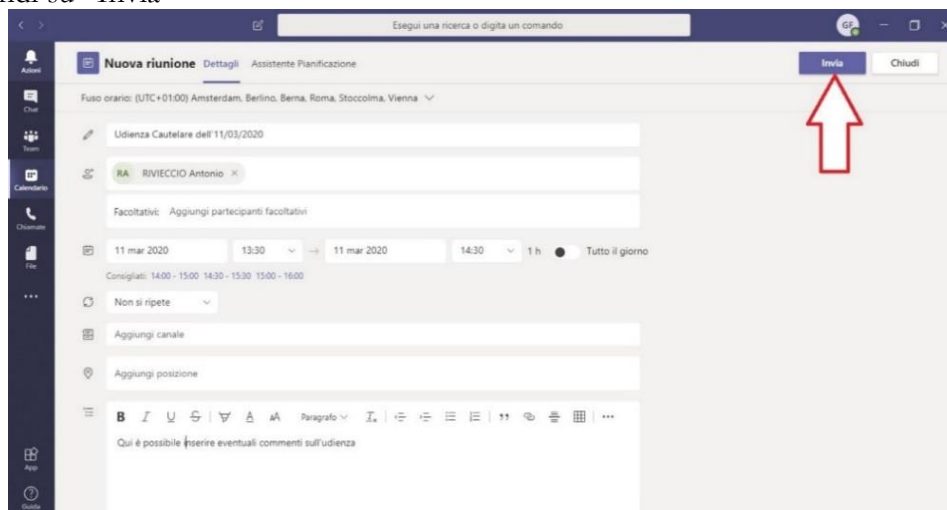 Esegui una ricerca o digita un comando
GF
Azioni
Chat
Team
Calendario
Chiamate
File
App
Guida
Nuova riunione Dettagli Assistente Pianificazione
Invia Chiudi
Fuso orario: (UTC+01:00) Amsterdam, Berlino, Berna, Roma, Stoccolma, Vienna
Udienza Cautelare dell'11/03/2020
RA RIVIECCIO Antonio ×
Facoltativi: Aggiungi partecipanti facoltativi
11 mar 2020 13:30 → 11 mar 2020 14:30 1 h Tutto il giorno
Consigliati: 14:00 - 15:00 14:30 - 15:30 15:00 - 16:00
Non si ripete
Aggiungi canale
Aggiungi posizione
B I U S A AA Paragrafo
Qui è possibile inserire eventuali commenti sull'udienza